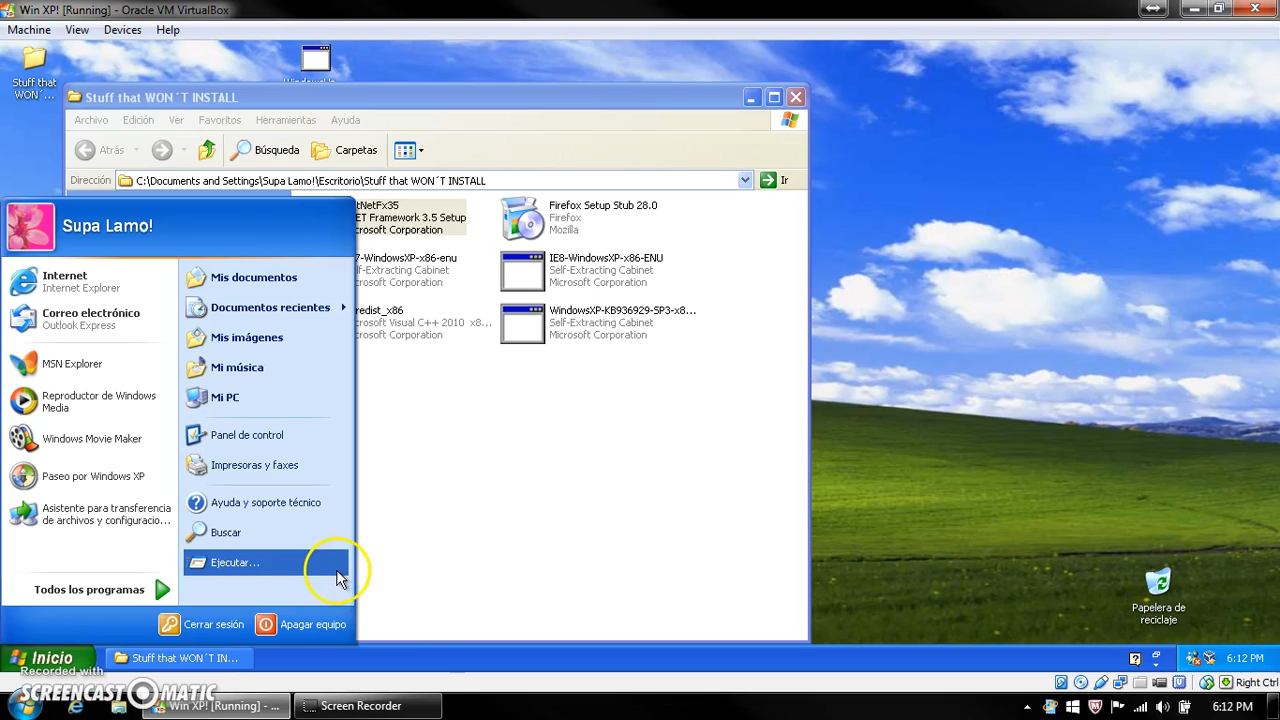 Win XP! [Running] - Oracle VM VirtualBox
Machine View Devices Help
Stuff that WON´T INSTALL
Stuff that WON´...
Archivo Edición Ver Favoritos Herramientas Ayuda
Atrás Búsqueda Carpetas
Dirección C:\Documents and Settings\Supa Lamo!\Escritorio\Stuff that WON´T INSTALL Ir
Supa Lamo!
tNetFx35
ET Framework 3.5 Setup
crosoft Corporation
Firefox Setup Stub 28.0
Firefox
Mozilla
7-WindowsXP-x86-enu
elf-Extracting Cabinet
crosoft Corporation
IE8-WindowsXP-x86-ENU
Self-Extracting Cabinet
Microsoft Corporation
redist_x86
crosoft Visual C++ 2010 x8...
crosoft Corporation
WindowsXP-KB936929-SP3-x8...
Self-Extracting Cabinet
Microsoft Corporation
Internet
Internet Explorer
Correo electrónico
Outlook Express
MSN Explorer
Reproductor de Windows
Media
Windows Movie Maker
Paseo por Windows XP
Asistente para transferencia
de archivos y configuracio...
Todos los programas
Mis documentos
Documentos recientes
Mis imágenes
Mi música
Mi PC
Panel de control
Impresoras y faxes
Ayuda y soporte técnico
Buscar
Ejecutar...
Cerrar sesión Apagar equipo
Papelera de
reciclaje
Inicio Stuff that WON´T IN... 6:12 PM
Right Ctrl
Recorded with
SCREENCAST-O-MATIC
Win XP! [Running] - ... Screen Recorder 6:12 PM